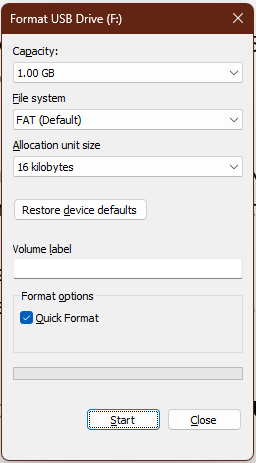 Format USB Drive (F:)
Capacity:
1.00 GB
File system
FAT (Default)
Allocation unit size
16 kilobytes
Restore device defaults
Volume label
Format options
Quick Format
Start
Close